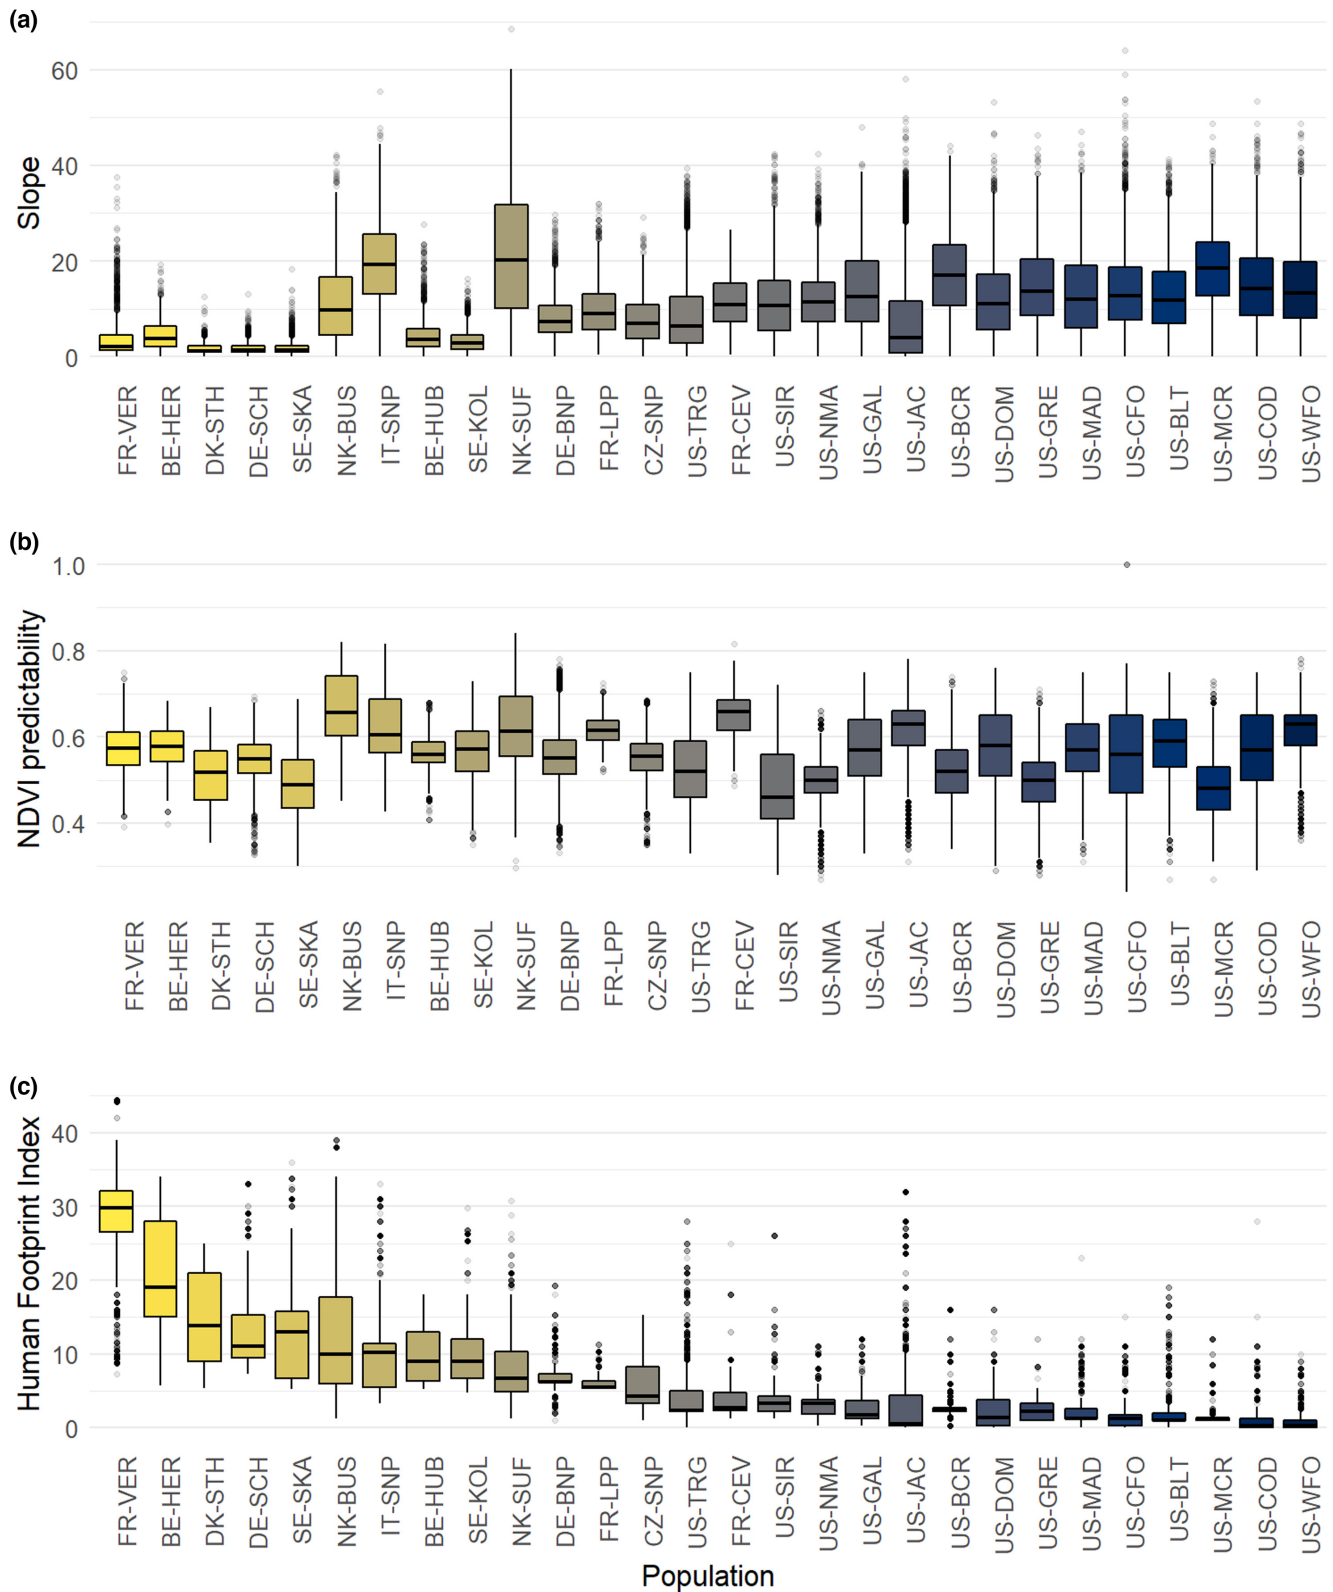 (a)
Slope
60
40
20
0
FR-VER
BE-HER
DK-STH
DE-SCH
SE-SKA
NK-BUS
IT-SNP
BE-HUB
SE-KOL
NK-SUF
DE-BNP
FR-LPP
CZ-SNP
US-TRG
FR-CEV
US-SIR
US-NMA
US-GAL
US-JAC
US-BCR
US-DOM
US-GRE
US-MAD
US-CFO
US-BLT
US-MCR
US-COD
US-WFO
(b)
NDVI predictability
1.0
0.8
0.6
0.4
FR-VER
BE-HER
DK-STH
DE-SCH
SE-SKA
NK-BUS
IT-SNP
BE-HUB
SE-KOL
NK-SUF
DE-BNP
FR-LPP
CZ-SNP
US-TRG
FR-CEV
US-SIR
US-NMA
US-GAL
US-JAC
US-BCR
US-DOM
US-GRE
US-MAD
US-CFO
US-BLT
US-MCR
US-COD
US-WFO
(c)
Human Footprint Index
40
30
20
10
0
FR-VER
BE-HER
DK-STH
DE-SCH
SE-SKA
NK-BUS
IT-SNP
BE-HUB
SE-KOL
NK-SUF
DE-BNP
FR-LPP
CZ-SNP
US-TRG
FR-CEV
US-SIR
US-NMA
US-GAL
US-JAC
US-BCR
US-DOM
US-GRE
US-MAD
US-CFO
US-BLT
US-MCR
US-COD
US-WFO
Population